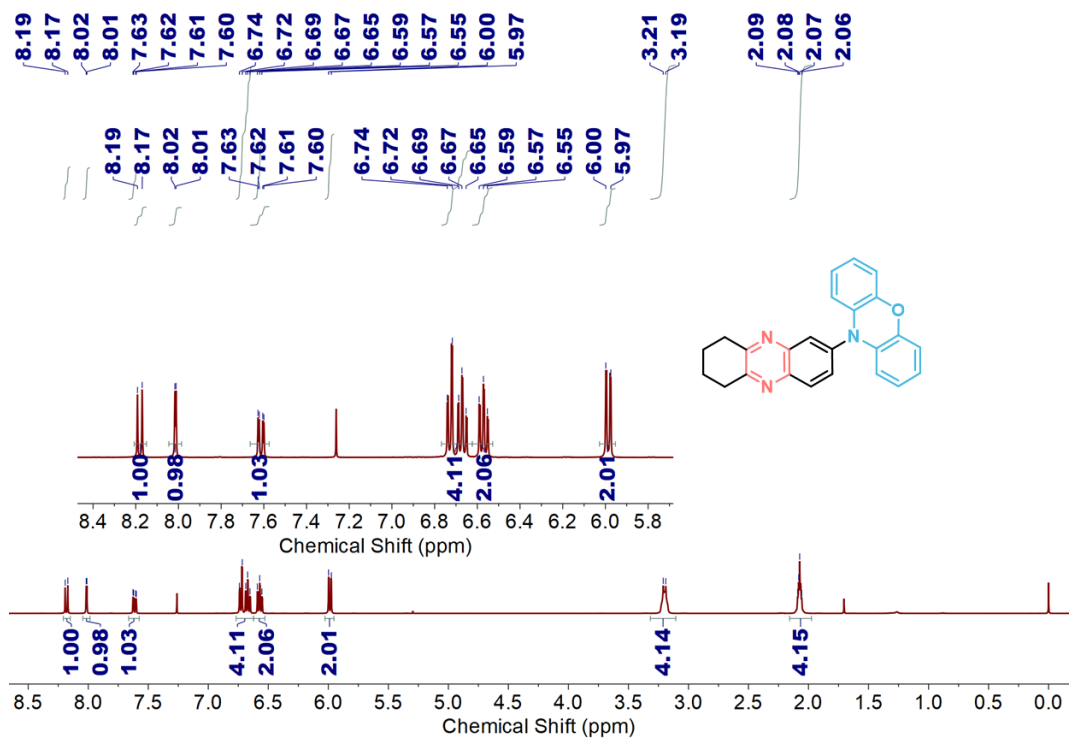 8.19 8.17 8.02 8.01 7.63 7.62 7.61 7.60 6.74 6.72 6.69 6.67 6.65 6.59 6.57 6.55 6.00 5.97 3.21 3.19 2.09 2.08 2.07 2.06
8.19 8.17 8.02 8.01 7.63 7.62 7.61 7.60 6.74 6.72 6.69 6.67 6.65 6.59 6.57 6.55 6.00 5.97
O
N
N
N
1.00 0.98 1.03 4.11 2.06 2.01
8.4 8.2 8.0 7.8 7.6 7.4 7.2 7.0 6.8 6.6 6.4 6.2 6.0 5.8
Chemical Shift (ppm)
1.00 0.98 1.03 4.11 2.06 2.01 4.14 4.15
8.5 8.0 7.5 7.0 6.5 6.0 5.5 5.0 4.5 4.0 3.5 3.0 2.5 2.0 1.5 1.0 0.5 0.0
Chemical Shift (ppm)